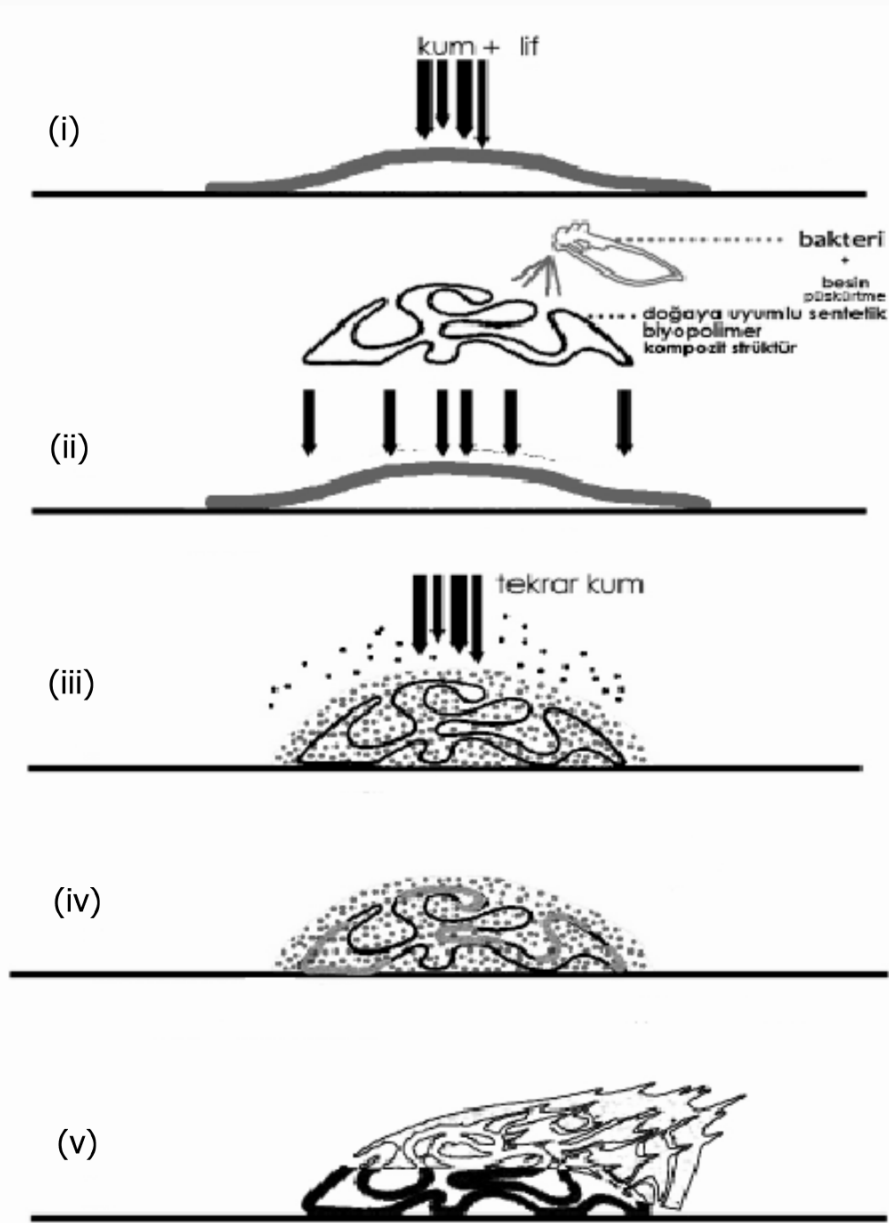 kum + lif
(i)
bakteri
+
besin
püskürtme
doğaya uyumlu sentetik
biyopolimer
kompozit strüktür
(ii)
tekrar kum
(iii)
(iv)
(v)